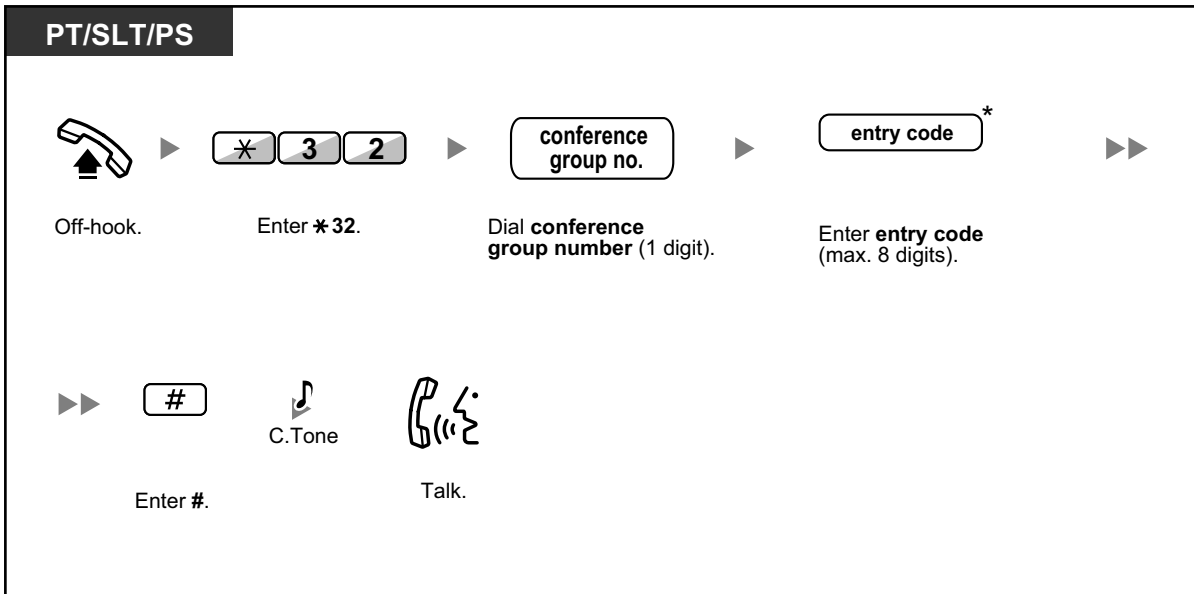 PT/SLT/PS
* 3 2
conference
group no.
entry code *
Off-hook.
Enter *32.
Dial conference
group number (1 digit).
Enter entry code
(max. 8 digits).
#
C.Tone
Enter #.
Talk.